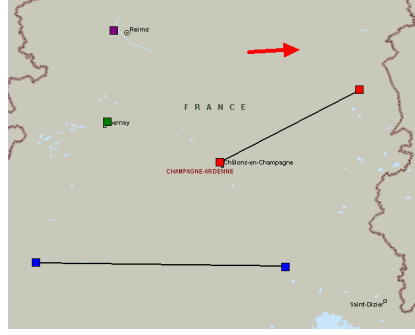 Reims
F R A N C E
ernay
Châlons-en-Champagne
CHAMPAGNE-ARDENNE
Saint-Dizier